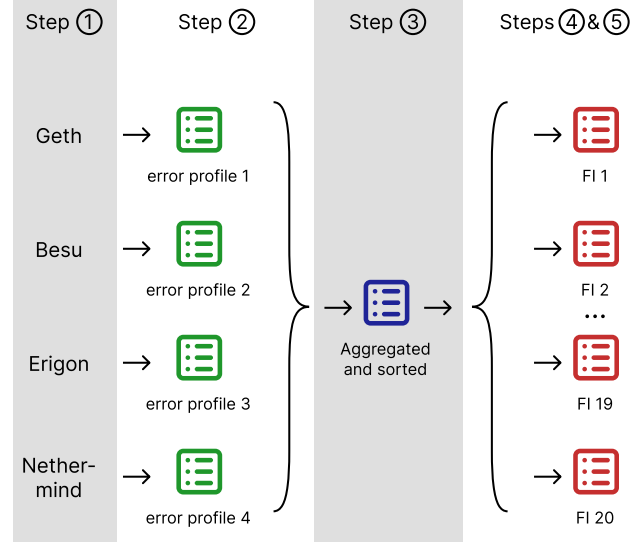 Step ①
Step ②
Step ③
Steps ④ & ⑤
Geth
error profile 1
FI 1
Besu
error profile 2
FI 2
...
Aggregated
and sorted
Erigon
error profile 3
FI 19
Nether-
mind
error profile 4
FI 20